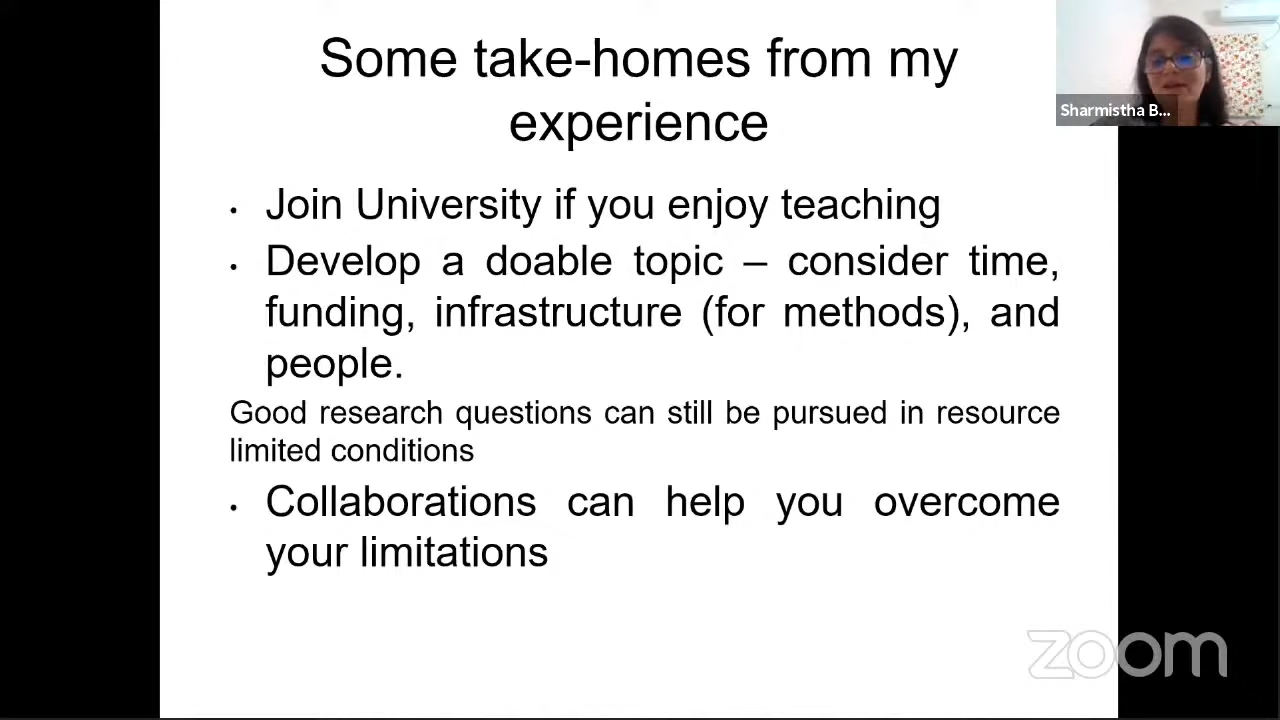 Some take-homes from my
experience
Sharmistha B...
• Join University if you enjoy teaching
• Develop a doable topic – consider time,
funding, infrastructure (for methods), and
people.
Good research questions can still be pursued in resource
limited conditions
• Collaborations can help you overcome
your limitations
zoom